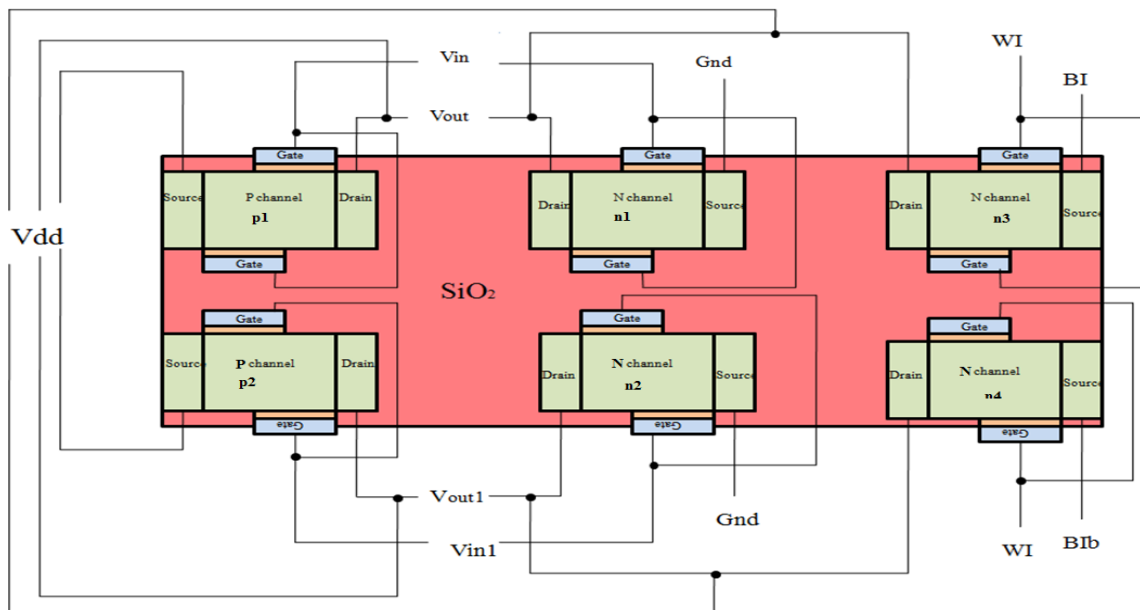 Vin
WI
Gnd
BI
Vout
Gate
Gate
Gate
Source
P channel
p1
Drain
Drain
N channel
n1
Source
Drain
N channel
n3
Source
Vdd
Gate
Gate
Gate
SiO2
Gate
Gate
Gate
Source
P channel
p2
Drain
Drain
N channel
n2
Source
Drain
N channel
n4
Source
Gate
Gate
Gate
Vout1
Gnd
Vin1
WI
BIb